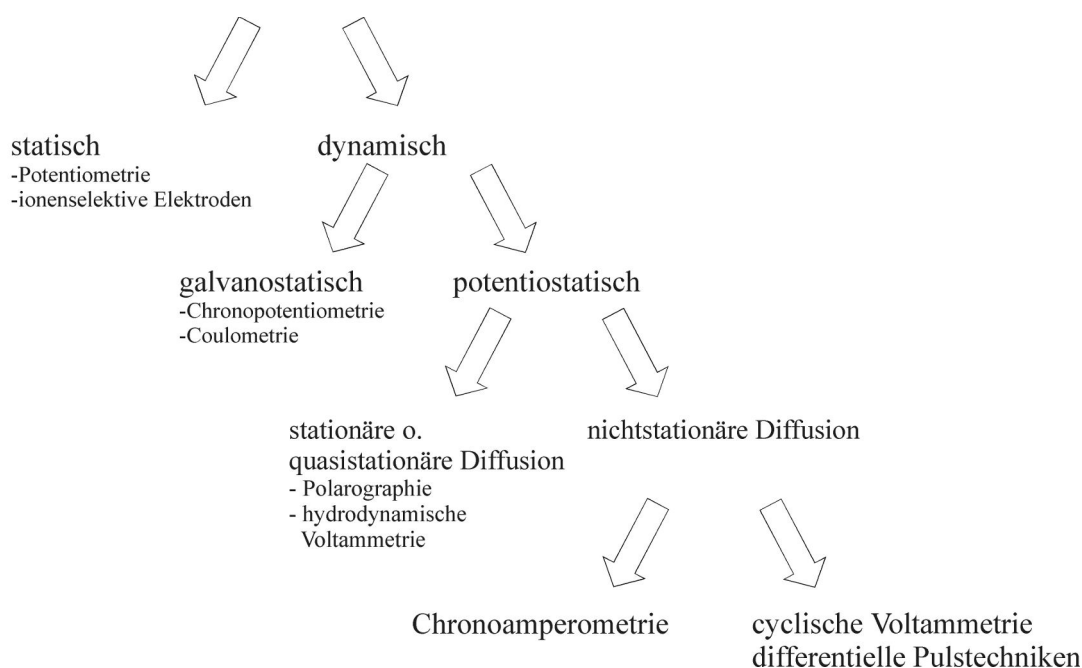 statisch
-Potentiometrie
-ionenselektive Elektroden
dynamisch
galvanostatisch
-Chronopotentiometrie
-Coulometrie
potentiostatisch
stationäre o.
quasistationäre Diffusion
- Polarographie
- hydrodynamische
Voltammetrie
nichtstationäre Diffusion
Chronoamperometrie
cyclische Voltammetrie
differentielle Pulstechniken